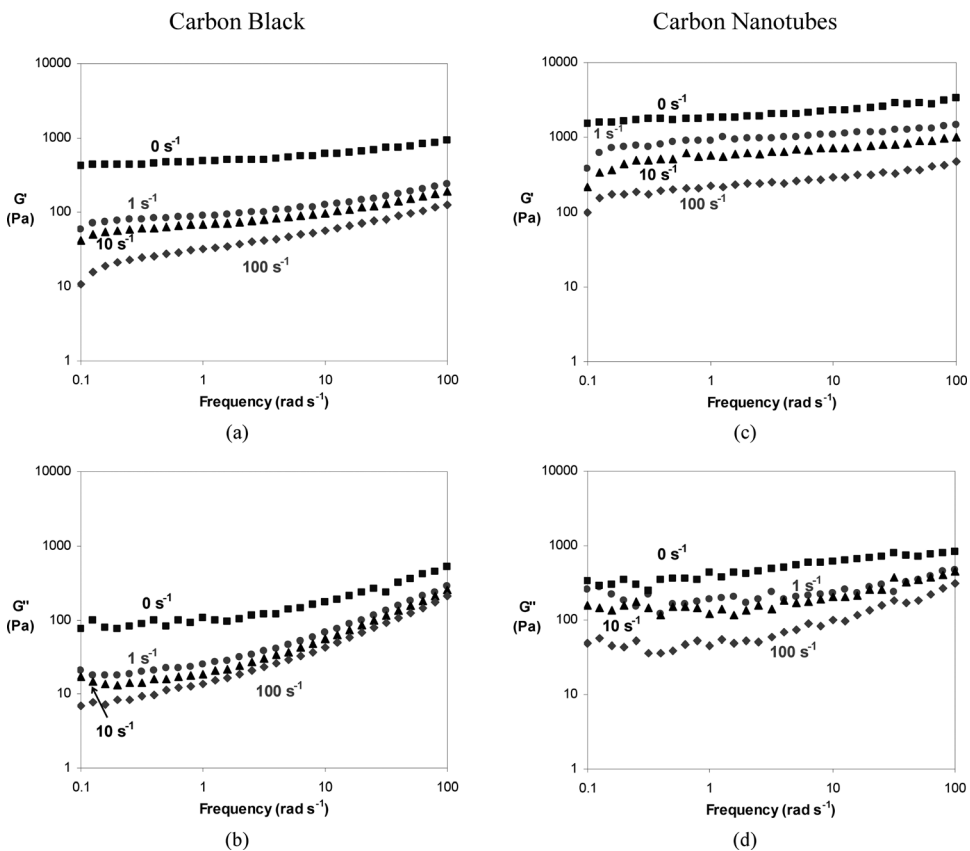 Carbon Black
Carbon Nanotubes
10000
1000
100
10
1
G'
(Pa)
0 s⁻¹
1 s⁻¹
10 s⁻¹
100 s⁻¹
0.1
1
10
100
Frequency (rad s⁻¹)
(a)
10000
1000
100
10
1
G'
(Pa)
0 s⁻¹
1 s⁻¹
10 s⁻¹
100 s⁻¹
0.1
1
10
100
Frequency (rad s⁻¹)
(c)
10000
1000
100
10
1
G''
(Pa)
0 s⁻¹
1 s⁻¹
100 s⁻¹
10 s⁻¹
0.1
1
10
100
Frequency (rad s⁻¹)
(b)
10000
1000
100
10
1
G''
(Pa)
0 s⁻¹
1 s⁻¹
10 s⁻¹
100 s⁻¹
0.1
1
10
100
Frequency (rad s⁻¹)
(d)